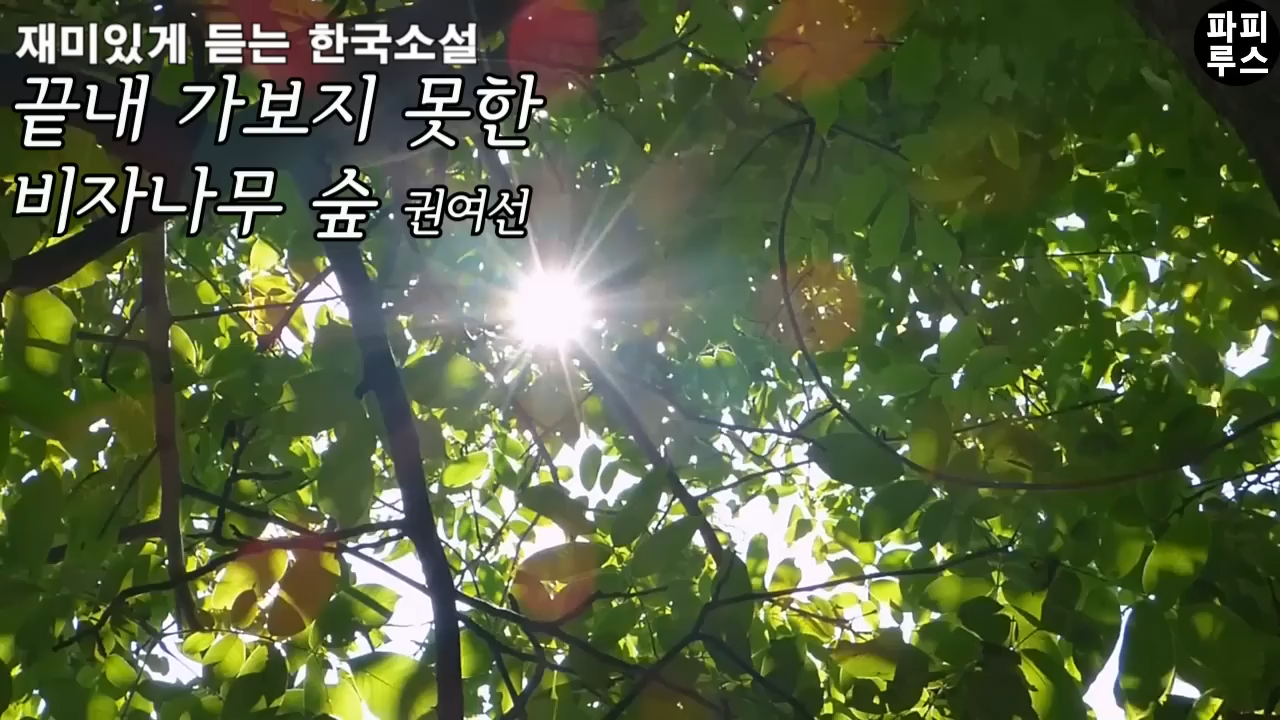 재미있게 듣는 한국소설
끝내 가보지 못한
비자나무 숲 권여선
파피
루스